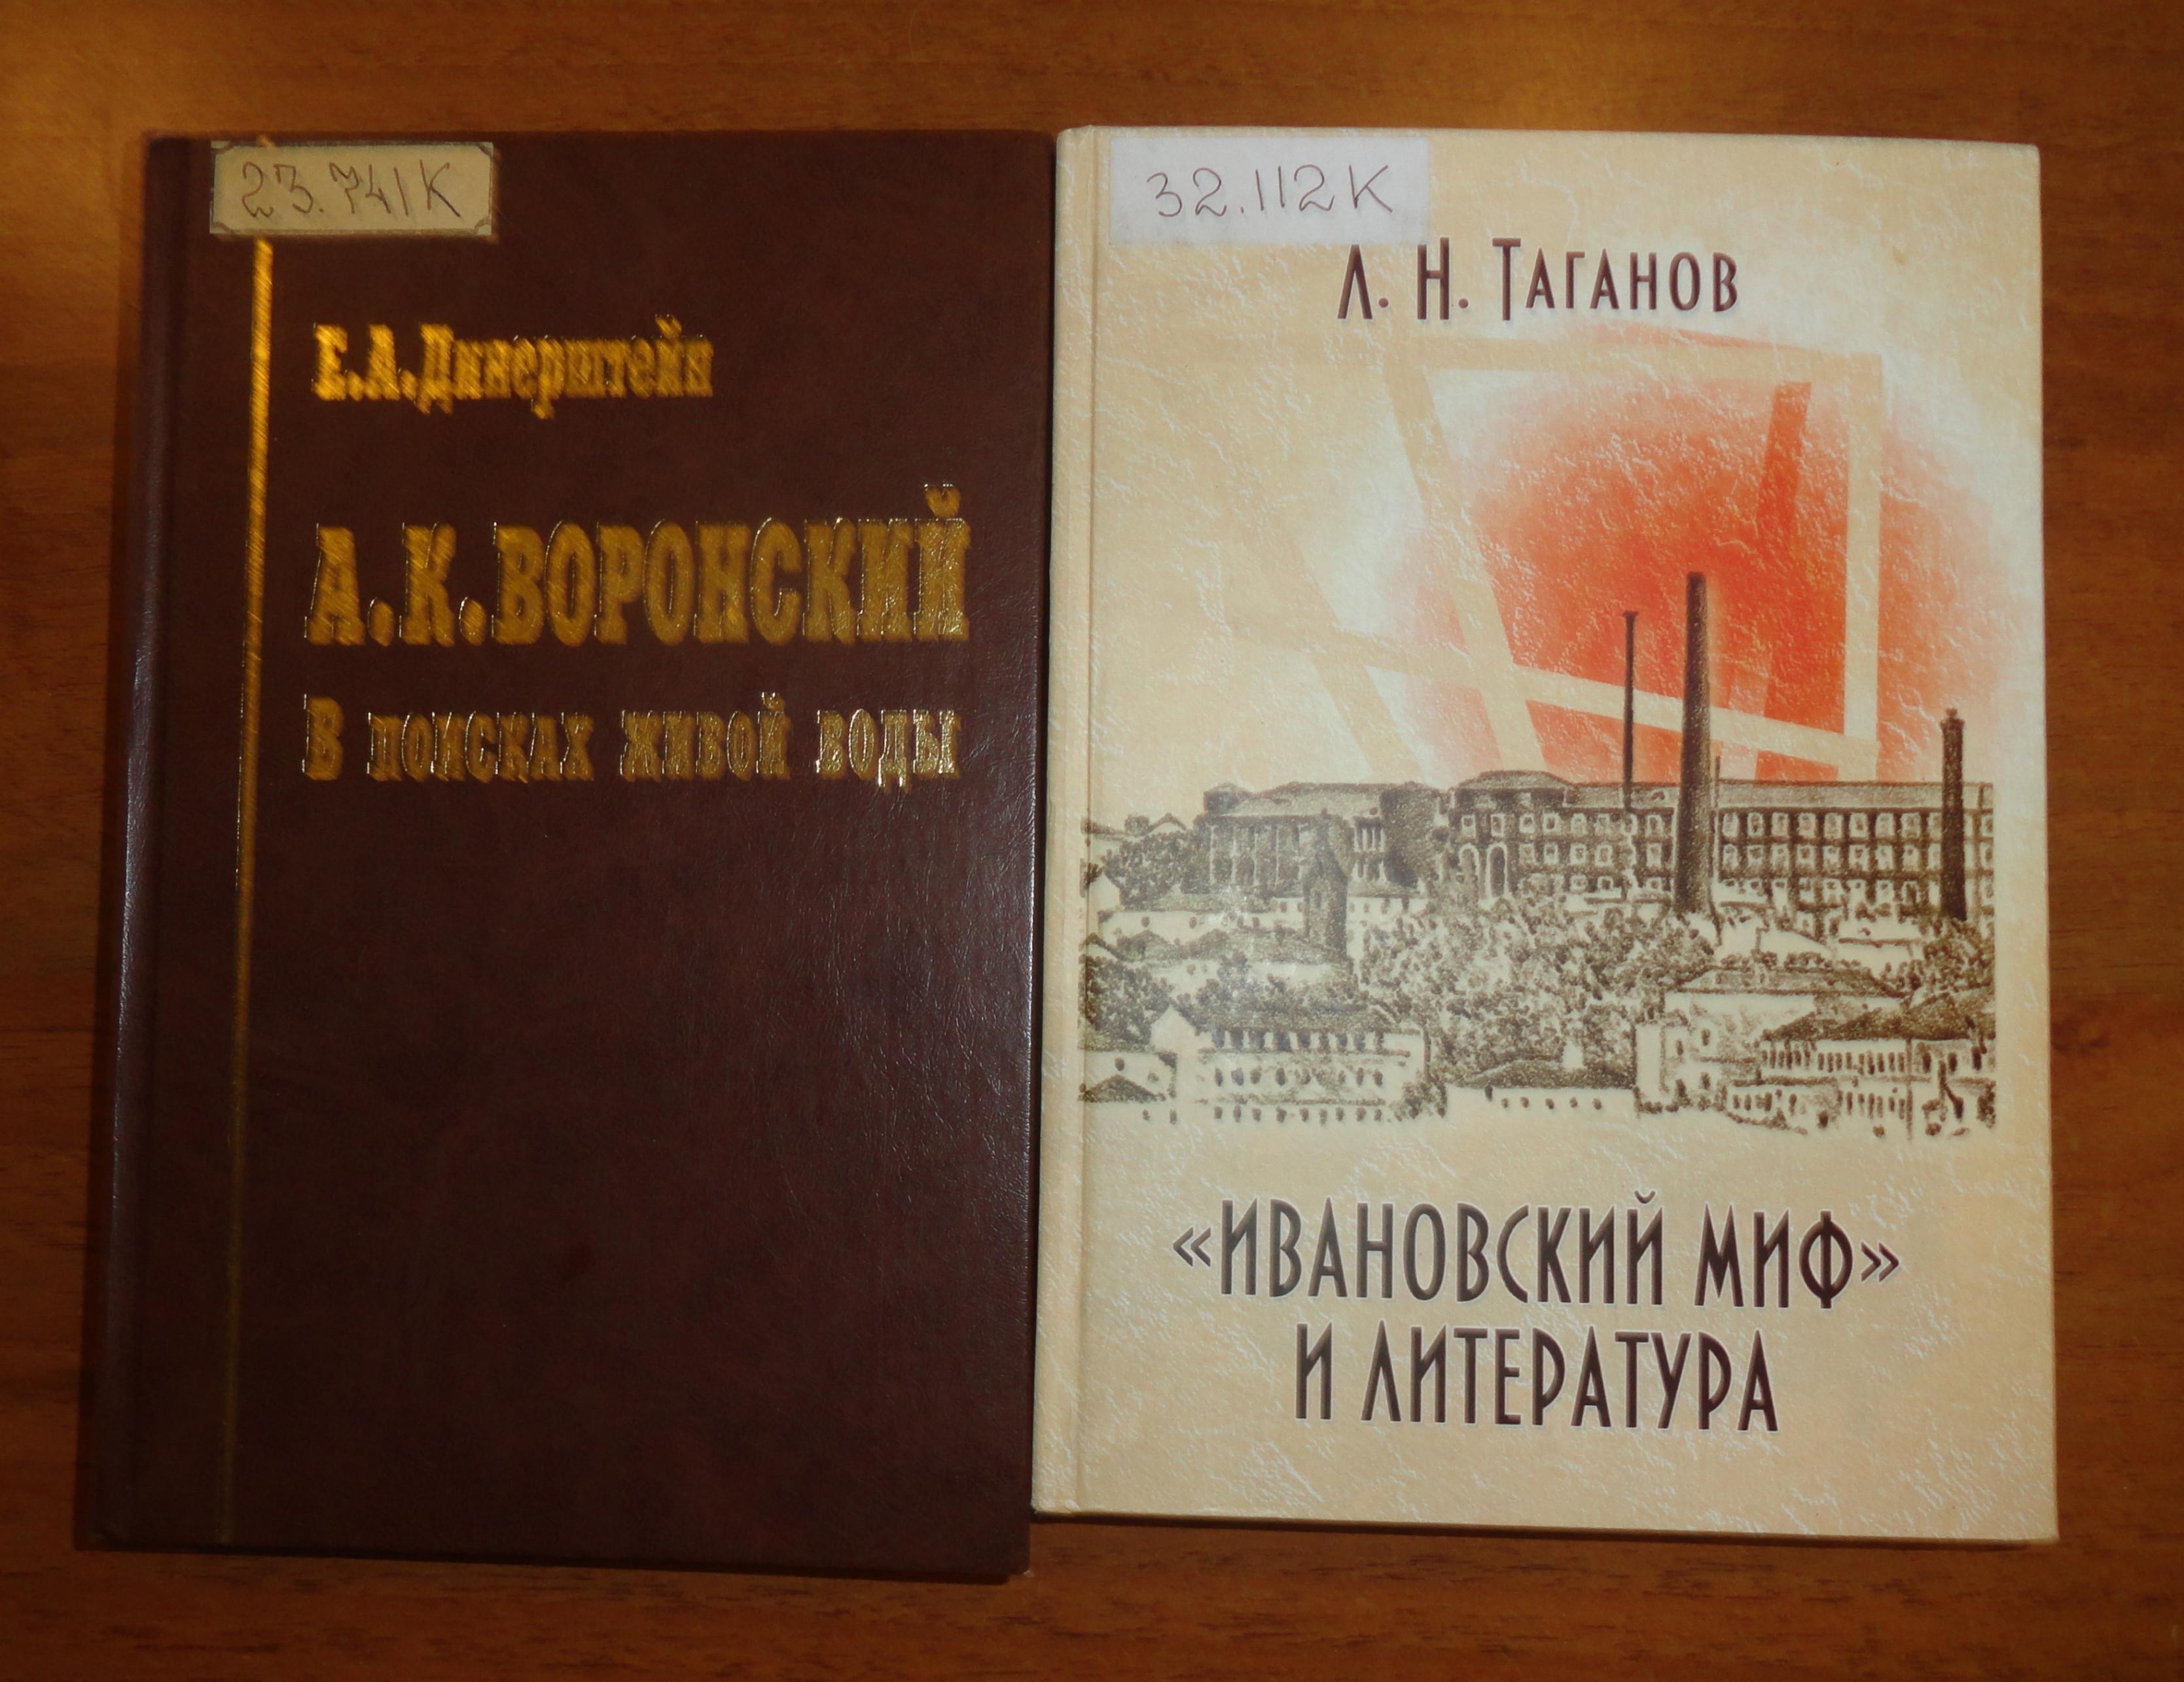 23.741К
Е.А.Динерштейн
А.К.ВОРОНСКИЙ
В ПОИСКАХ ЖИВОЙ ВОДЫ
32.112К
Л. Н. ТАГАНОВ
«ИВАНОВСКИЙ МИФ»
И ЛИТЕРАТУРА